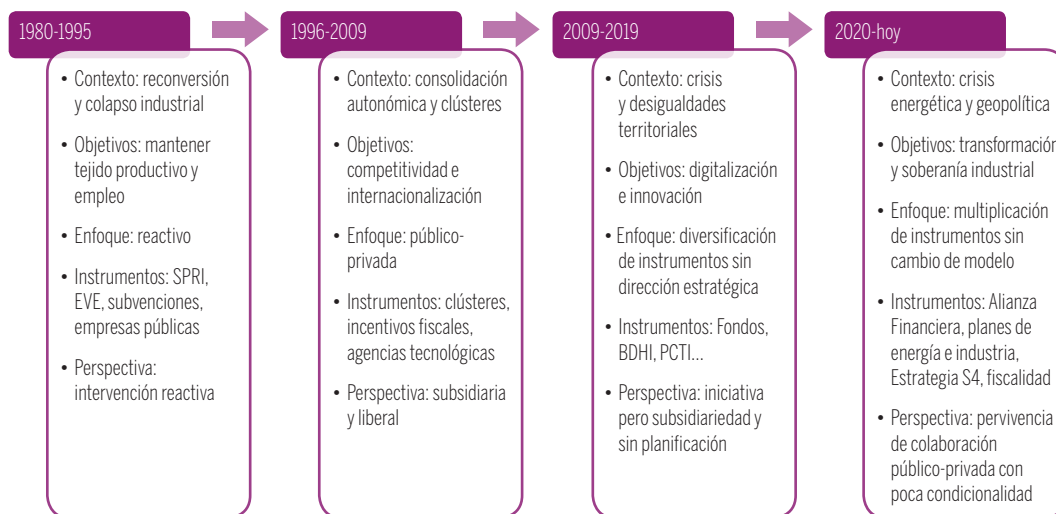 1980-1995
• Contexto: reconversión
y colapso industrial
• Objetivos: mantener
tejido productivo y
empleo
• Enfoque: reactivo
• Instrumentos: SPRI,
EVE, subvenciones,
empresas públicas
• Perspectiva:
intervención reactiva
1996-2009
• Contexto: consolidación
autonómica y clústeres
• Objetivos:
competitividad e
internacionalización
• Enfoque: público-
privada
• Instrumentos: clústeres,
incentivos fiscales,
agencias tecnológicas
• Perspectiva: subsidiaria
y liberal
2009-2019
• Contexto: crisis
y desigualdades
territoriales
• Objetivos: digitalización
e innovación
• Enfoque: diversificación
de instrumentos sin
dirección estratégica
• Instrumentos: Fondos,
BDHI, PCTI...
• Perspectiva: iniciativa
pero subsidiariedad y
sin planificación
2020-hoy
• Contexto: crisis
energética y geopolítica
• Objetivos: transformación
y soberanía industrial
• Enfoque: multiplicación
de instrumentos sin
cambio de modelo
• Instrumentos: Alianza
Financiera, planes de
energía e industria,
Estrategia S4, fiscalidad
• Perspectiva: pervivencia
de colaboración
público-privada con
poca condicionalidad